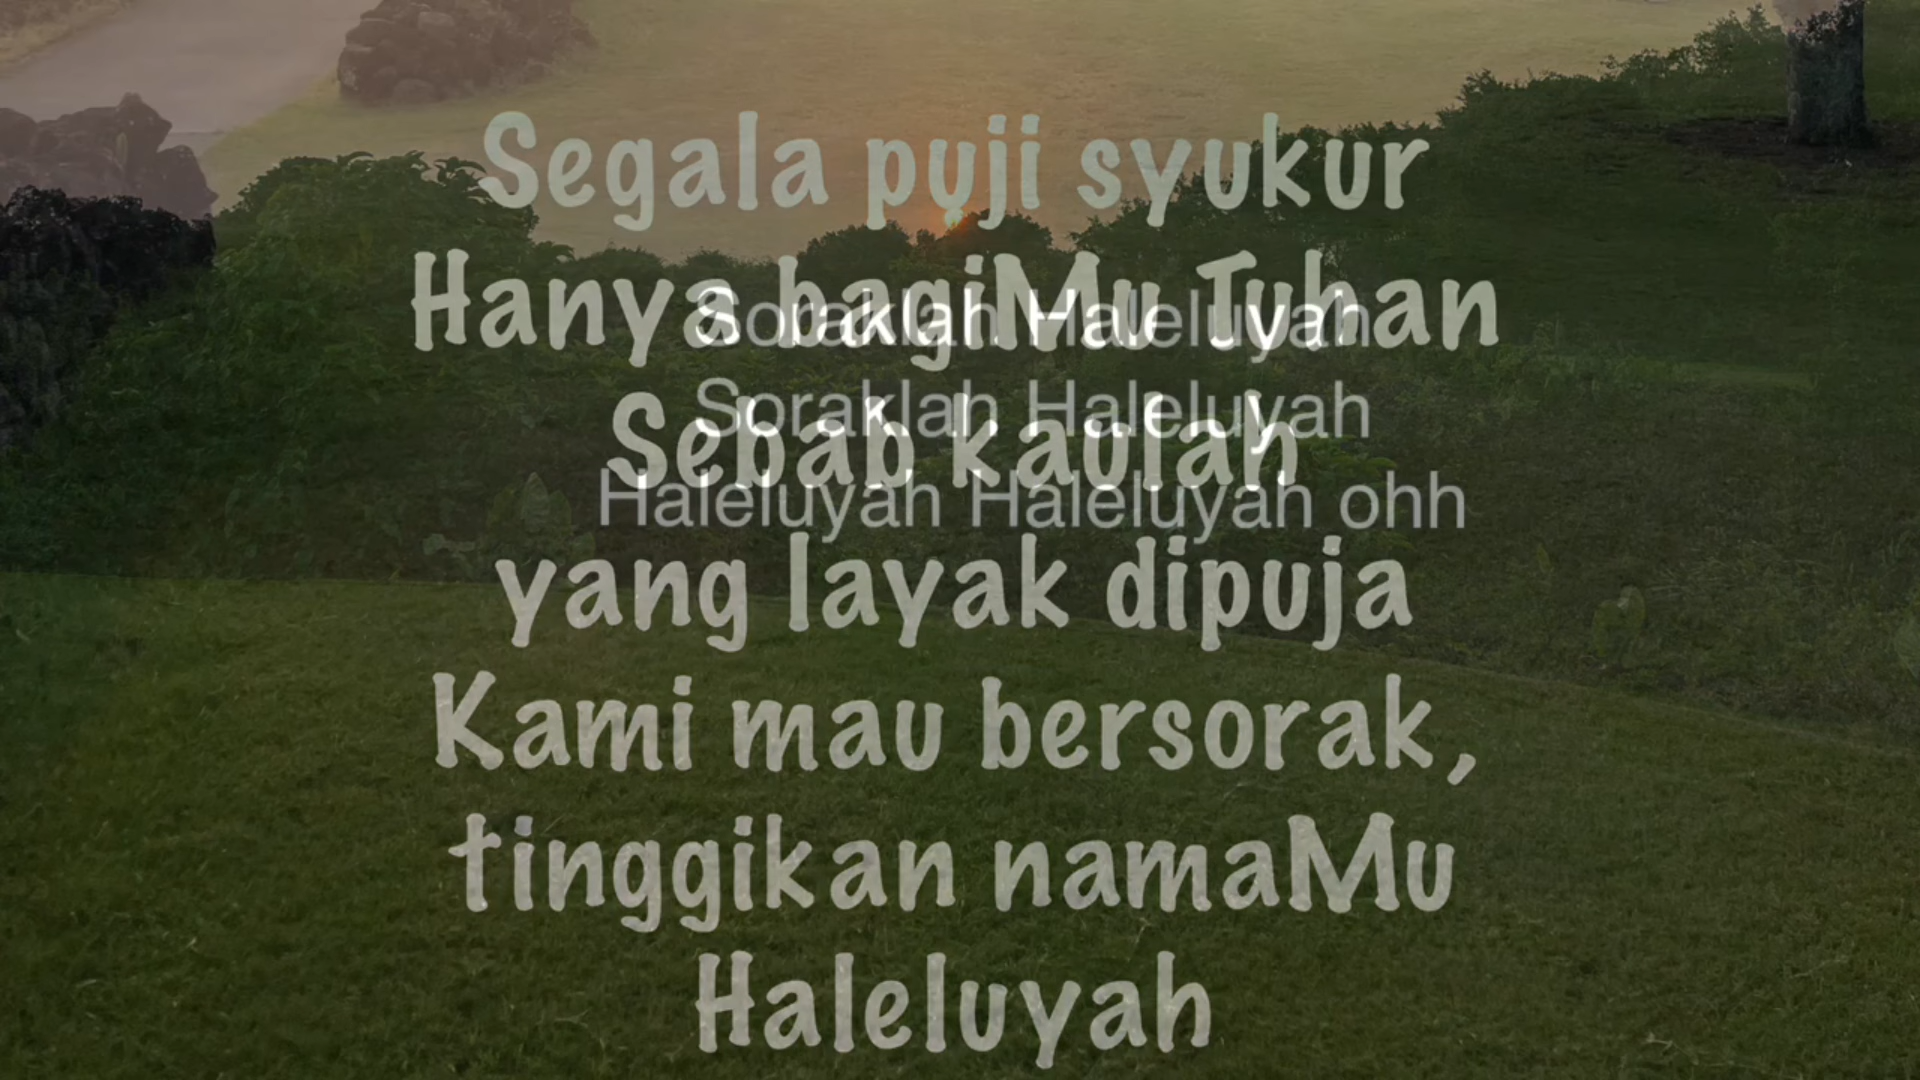 Segala puji syukur
Hanya bagiMu Tuhan
Soraklah Haleluyah
Soraklah Haleluyah
Sebab kaulah
Haleluyah Haleluyah ohh
yang layak dipuja
Kami mau bersorak,
tinggikan namaMu
Haleluyah